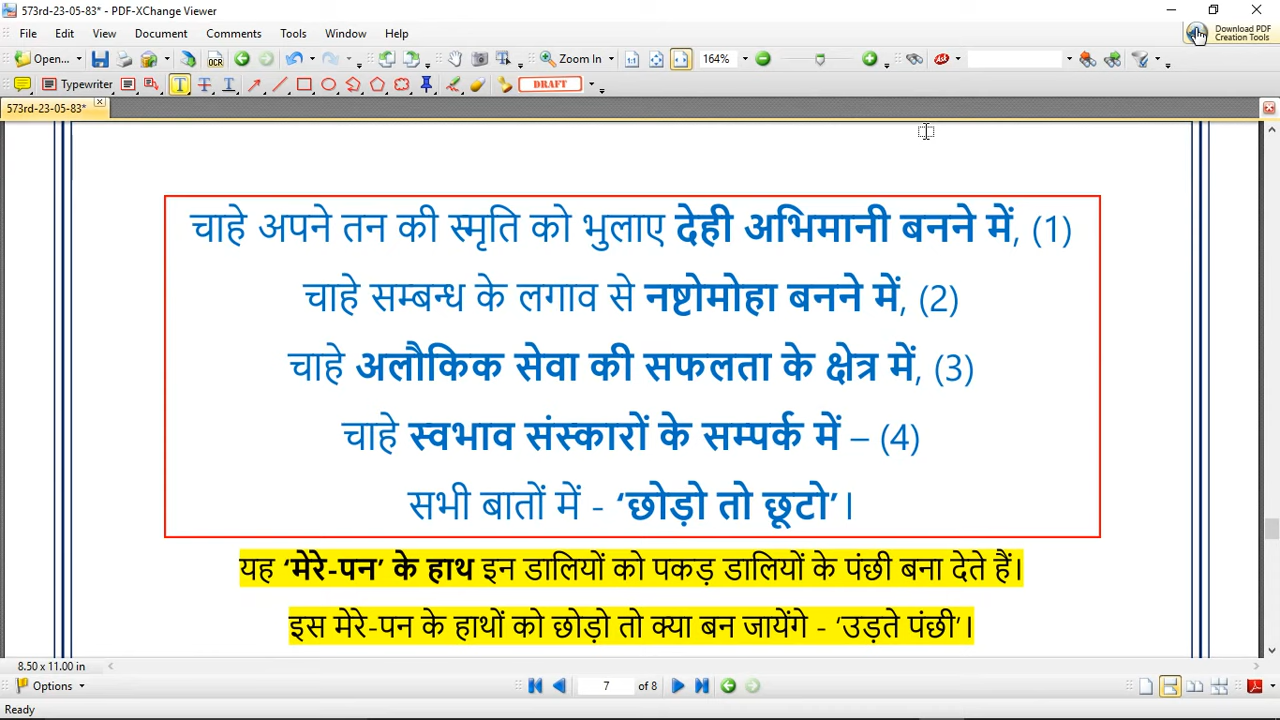 573rd-23-05-83* - PDF-XChange Viewer
File Edit View Document Comments Tools Window Help
Download PDF Creation Tools
Open... OCR Zoom In 164%
Typewriter T T T DRAFT
573rd-23-05-83*
चाहे अपने तन की स्मृति को भुलाए देही अभिमानी बनने में, (1)
चाहे सम्बन्ध के लगाव से नष्टोमोहा बनने में, (2)
चाहे अलौकिक सेवा की सफलता के क्षेत्र में, (3)
चाहे स्वभाव संस्कारों के सम्पर्क में – (4)
सभी बातों में - ‘छोड़ो तो छूटो’।
यह ‘मेरे-पन’ के हाथ इन डालियों को पकड़ डालियों के पंछी बना देते हैं।
इस मेरे-पन के हाथों को छोड़ो तो क्या बन जायेंगे - ‘उड़ते पंछी’।
8.50 x 11.00 in
Options 7 of 8
Ready